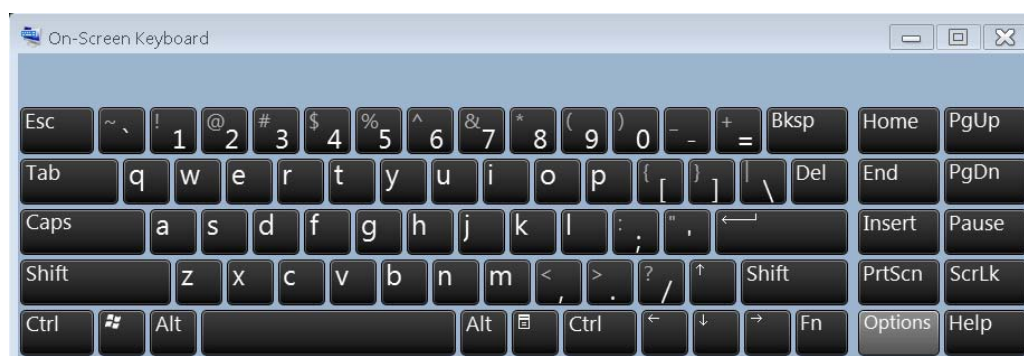 On-Screen Keyboard
Esc ~ ` ! 1 @ 2 # 3 $ 4 % 5 ^ 6 & 7 * 8 ( 9 ) 0 _ - + = Bksp Home PgUp
Tab q w e r t y u i o p { [ } ] | \ Del End PgDn
Caps a s d f g h j k l : ; " ' Insert Pause
Shift z x c v b n m < , > . ? / ↑ Shift PrtScn ScrLk
Ctrl Alt Alt Ctrl ← ↓ → Fn Options Help